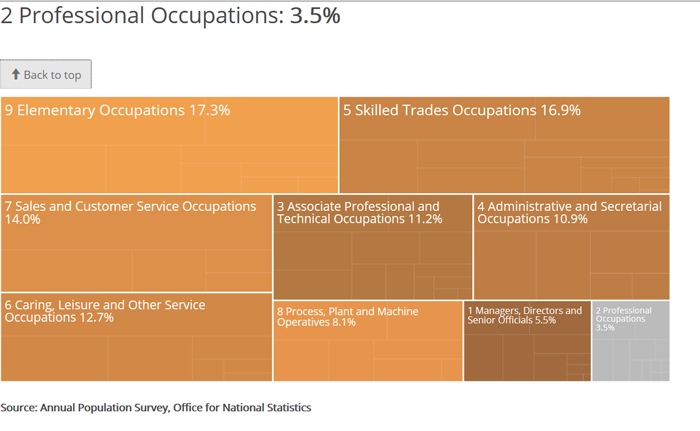 2 Professional Occupations: 3.5%
Back to top
9 Elementary Occupations 17.3%
5 Skilled Trades Occupations 16.9%
7 Sales and Customer Service Occupations
14.0%
3 Associate Professional and
Technical Occupations 11.2%
4 Administrative and Secretarial
Occupations 10.9%
6 Caring, Leisure and Other Service
Occupations 12.7%
8 Process, Plant and Machine
Operatives 8.1%
1 Managers, Directors and
Senior Officials 5.5%
2 Professional
Occupations
3.5%
Source: Annual Population Survey, Office for National Statistics